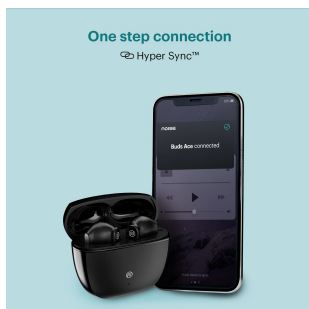 One step connection
Hyper Sync™
noise
Buds Ace connected